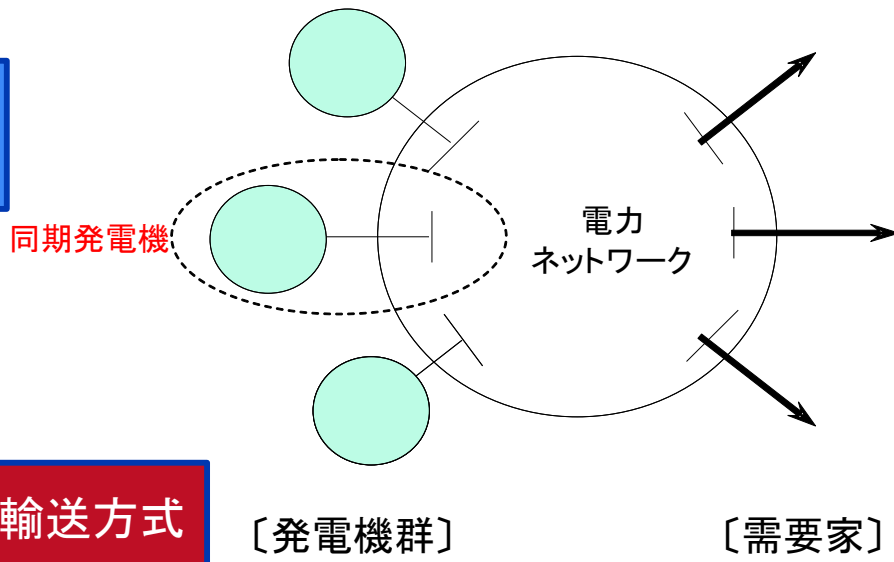 電力
ネットワーク
同期発電機
輸送方式
〔発電機群〕
〔需要家〕